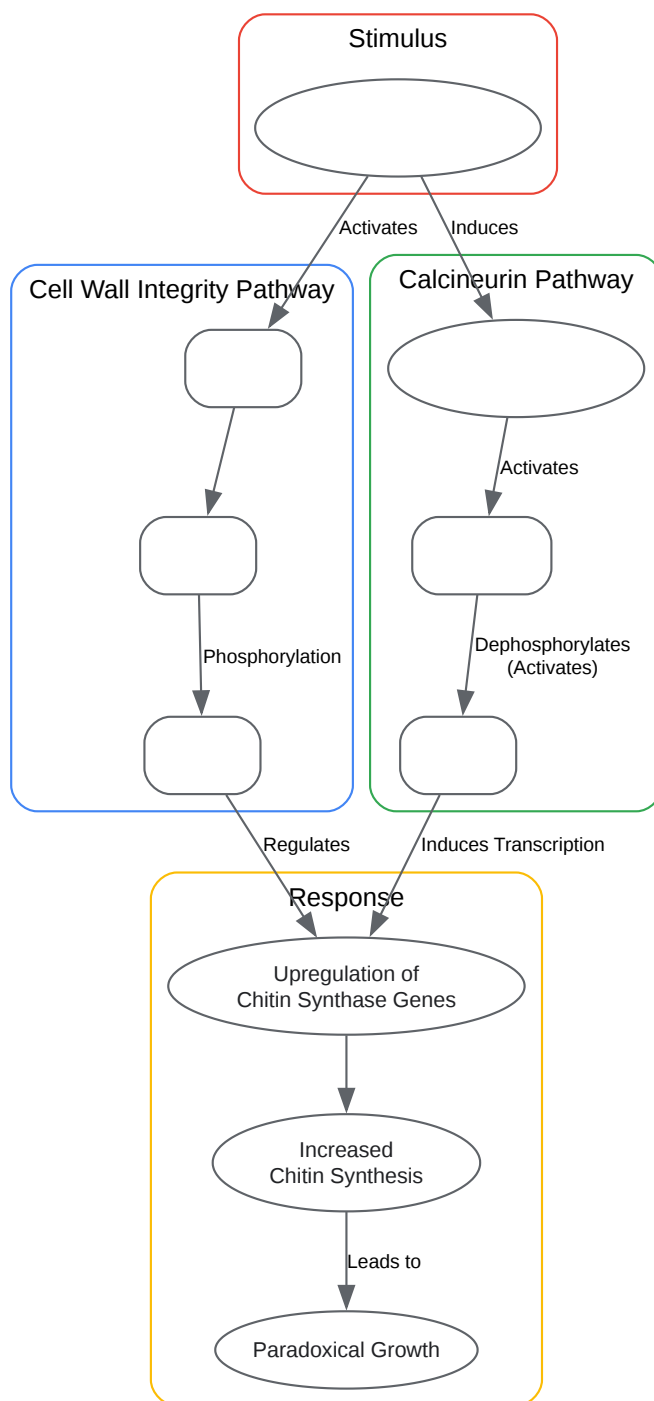 Stimulus
Activates
Induces
Cell Wall Integrity Pathway
Calcineurin Pathway
Activates
Phosphorylation
Dephosphorylates
(Activates)
Regulates
Induces Transcription
Response
Upregulation of
Chitin Synthase Genes
Increased
Chitin Synthesis
Leads to
Paradoxical Growth